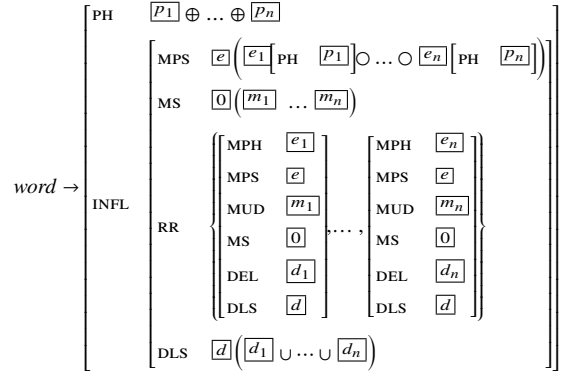 PH p1 ⊕ … ⊕ pn
MPS e ( e1 [PH p1] ○ … ○ en [PH pn] )
MS 0 ( m1 … mn )
MPH e1 MPH en
MPS e MPS e
MUD m1 MUD mn
word → INFL RR { [ ] ,… , [ ] }
MS 0 MS 0
DEL d1 DEL dn
DLS d DLS d
DLS d ( d1 ∪ ⋯ ∪ dn )